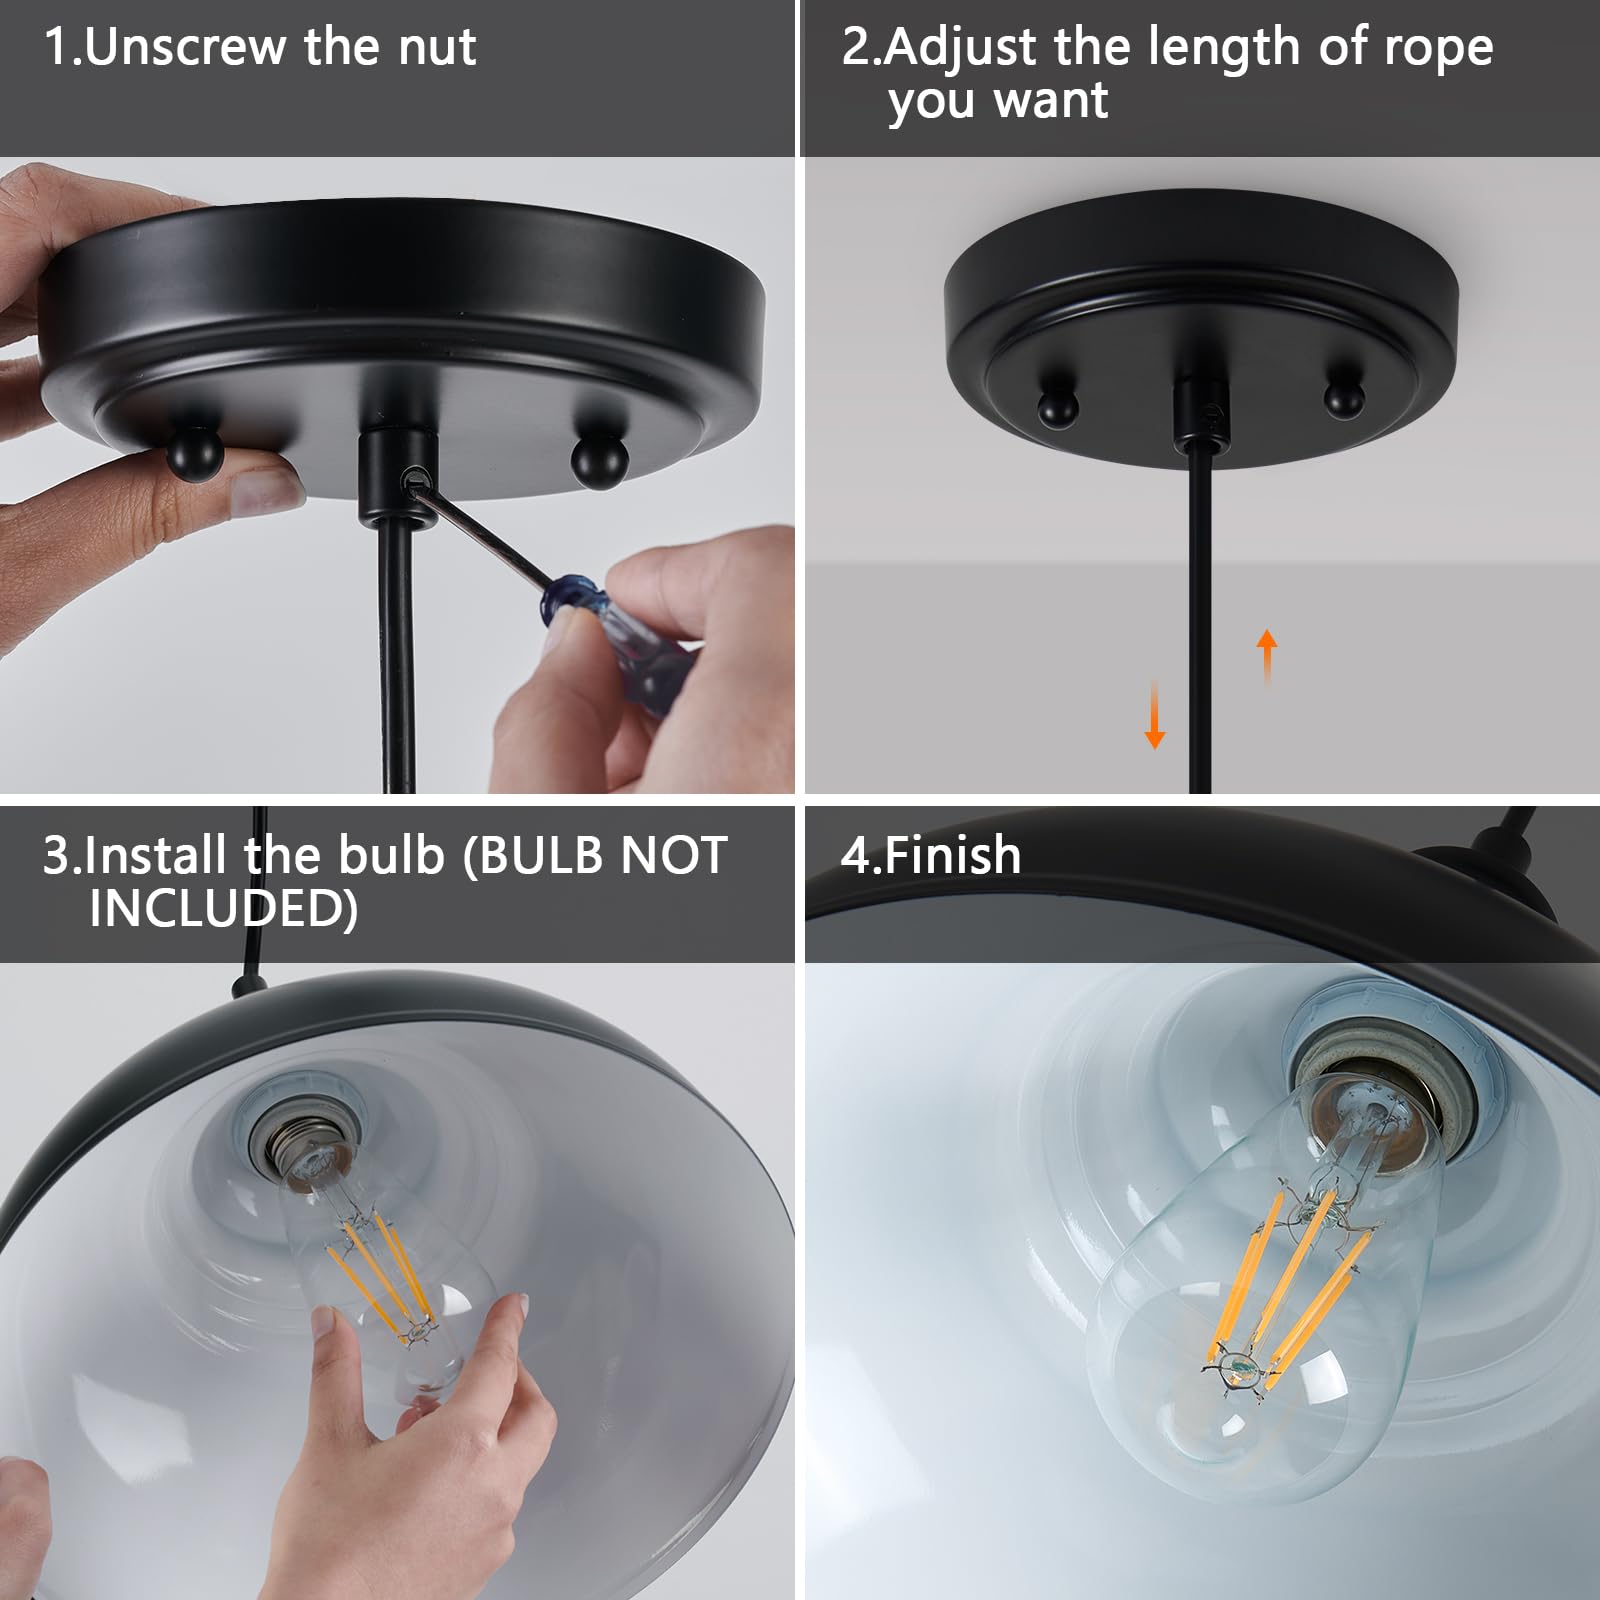 1.Unscrew the nut
2.Adjust the length of rope
you want
3.Install the bulb (BULB NOT
INCLUDED)
4.Finish